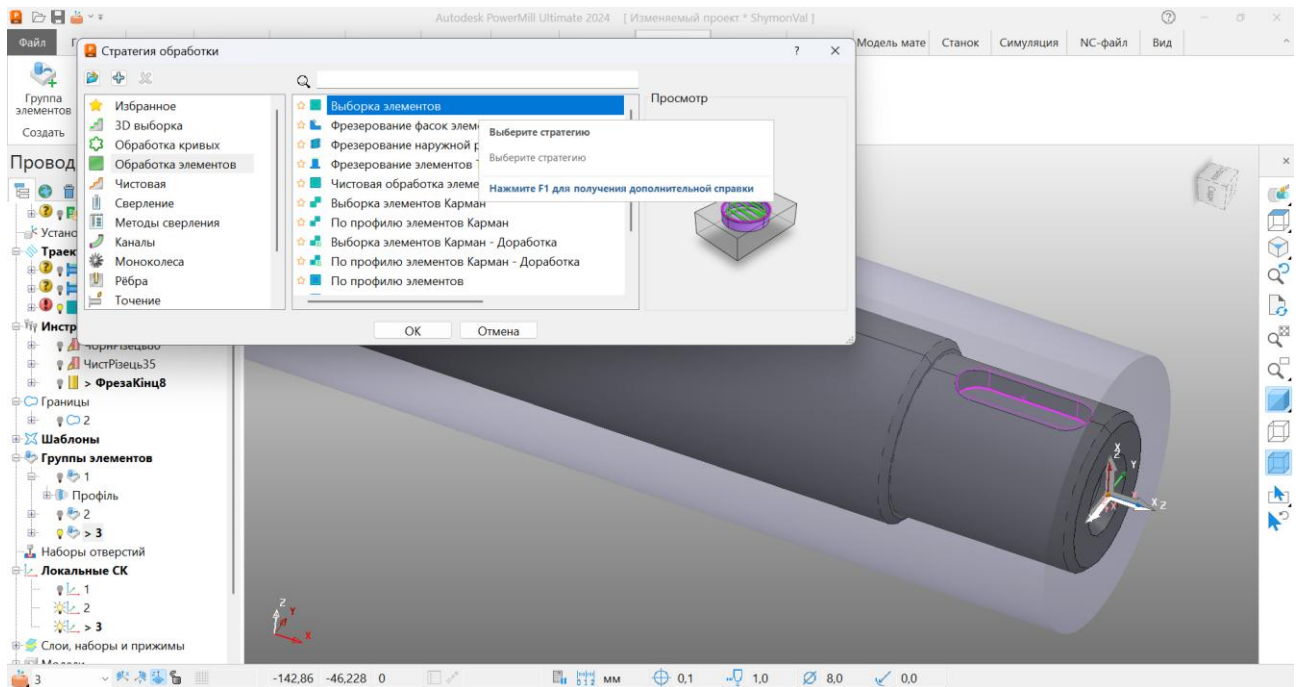 Autodesk PowerMill Ultimate 2024 [ Изменяемый проект * ShymonVal ]
Файл
Модель мате Станок Симуляция NC-файл Вид
Стратегия обработки
? ×
Группа
элементов
Создать
Избранное
3D выборка
Обработка кривых
Обработка элементов
Чистовая
Сверление
Методы сверления
Каналы
Моноколеса
Рёбра
Точение
Выборка элементов
Фрезерование фасок элем
Фрезерование наружной р
Фрезерование элементов
Чистовая обработка элеме
Выборка элементов Карман
По профилю элементов Карман
Выборка элементов Карман - Доработка
По профилю элементов Карман - Доработка
По профилю элементов
Просмотр
Выберите стратегию
Выберите стратегию
Нажмите F1 для получения дополнительной справки
OK Отмена
Провод
Устано
Траек
Инстр
ЧистРізець35
> ФрезаКінц8
Границы
2
Шаблоны
Группы элементов
1
Профіль
2
> 3
Наборы отверстий
Локальные СК
1
2
> 3
Слои, наборы и прижимы
Z
Y
X
Z
Y
X Z
X
3 -142,86 -46,228 0 мм 0,1 1,0 8,0 0,0